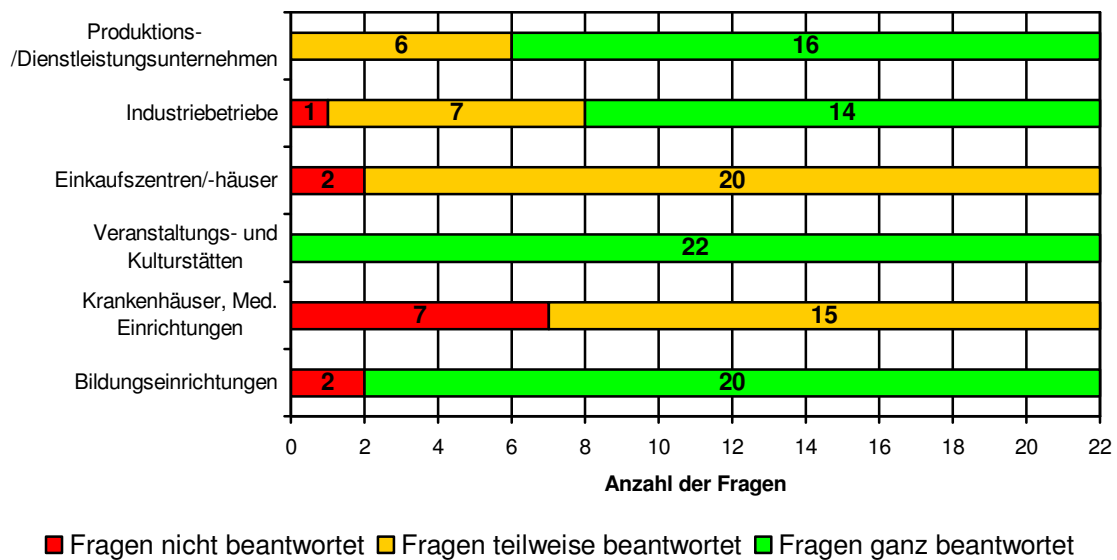 Produktions-
/Dienstleistungsunternehmen
6
16
Industriebetriebe
1
7
14
Einkaufszentren/-häuser
2
20
Veranstaltungs- und
Kulturstätten
22
Krankenhäuser, Med.
Einrichtungen
7
15
Bildungseinrichtungen
2
20
0 2 4 6 8 10 12 14 16 18 20 22
Anzahl der Fragen
Fragen nicht beantwortet Fragen teilweise beantwortet Fragen ganz beantwortet